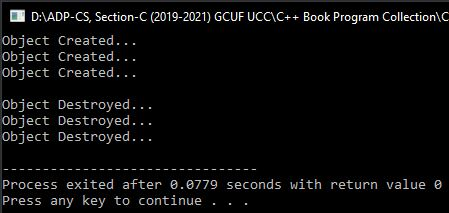 D:\ADP-CS, Section-C (2019-2021) GCUF UCC\C++ Book Program Collection\C
Object Created...
Object Created...
Object Created...
Object Destroyed...
Object Destroyed...
Object Destroyed...
--------------------------------
Process exited after 0.0779 seconds with return value 0
Press any key to continue . . .